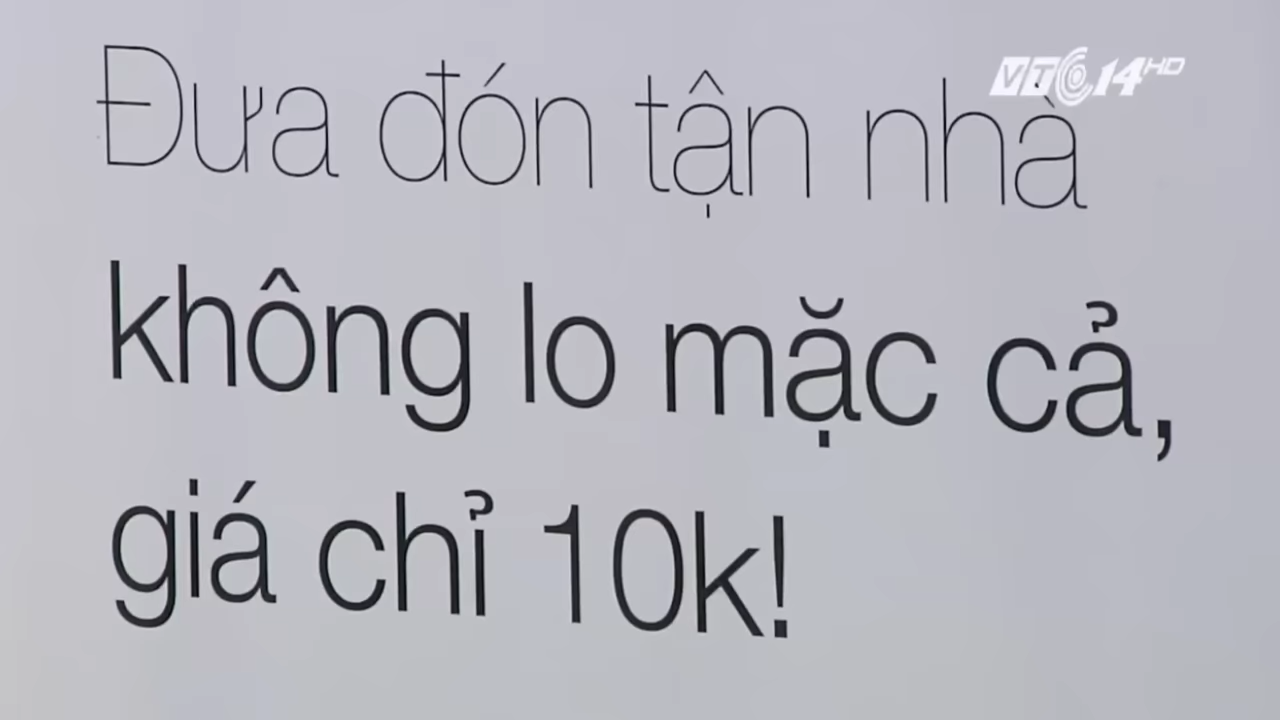 VTC14HD
Đưa đón tận nhà
không lo mặc cả,
giá chỉ 10k!